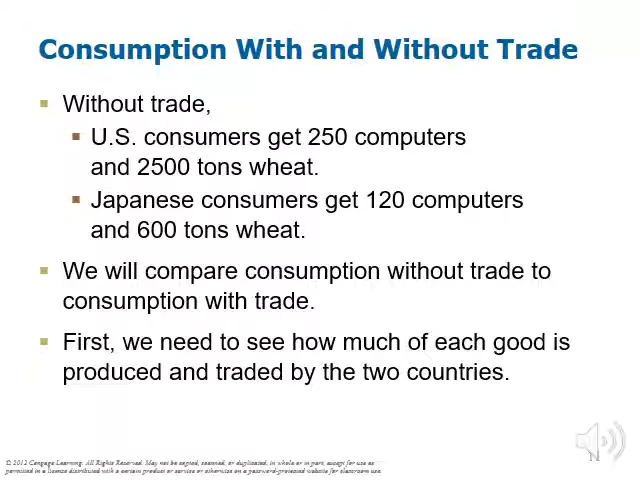 Consumption With and Without Trade
Without trade,
U.S. consumers get 250 computers
and 2500 tons wheat.
Japanese consumers get 120 computers
and 600 tons wheat.
We will compare consumption without trade to
consumption with trade.
First, we need to see how much of each good is
produced and traded by the two countries.
© 2012 Cengage Learning. All Rights Reserved. May not be copied, scanned, or duplicated, in whole or in part, except for use as
permitted in a license distributed with a certain product or service or otherwise on a password-protected website for classroom use.
11